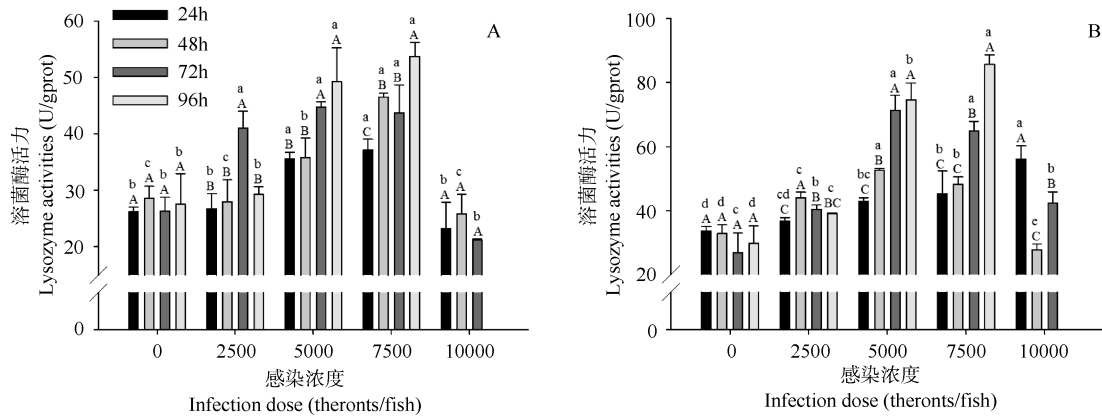 24h
48h
72h
96h
A
60
50
40
30
20
0
溶菌酶活力
Lysozyme activities (U/gprot)
b
A
c
A
b
A
b
A
b
B
c
B
a
A
b
B
a
B
b
B
a
A
a
A
a
C
a
B
a
B
a
A
b
A
c
A
b
A
0 2500 5000 7500 10000
感染浓度
Infection dose (theronts/fish)
B
100
80
60
40
20
0
溶菌酶活力
Lysozyme activities (U/gprot)
d
A
d
A
c
A
d
A
cd
C
c
A
b
B
c
BC
bc
C
a
B
a
A
b
A
b
C
b
C
a
B
a
A
a
A
e
C
b
B
0 2500 5000 7500 10000
感染浓度
Infection dose (theronts/fish)